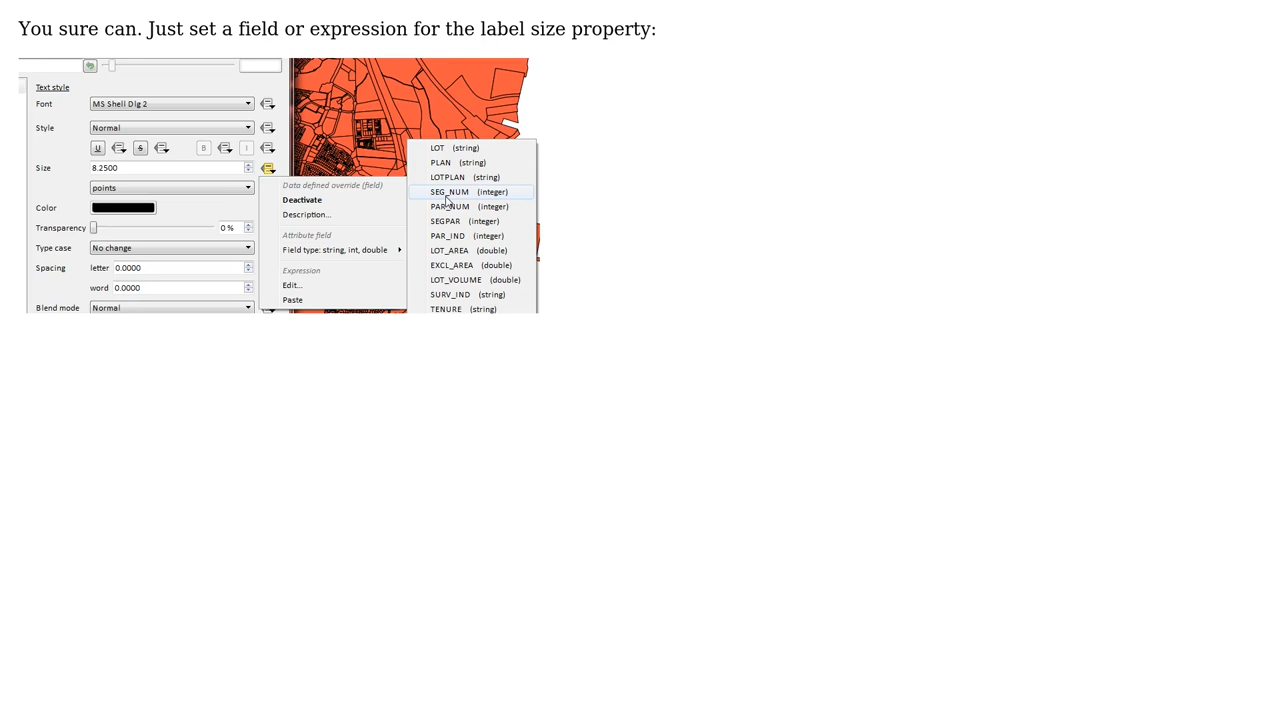 You sure can. Just set a field or expression for the label size property:
Text style
Font MS Shell Dlg 2
Style Normal
U S B I
Size 8.2500
points
Color
Transparency 0 %
Type case No change
Spacing letter 0.0000
word 0.0000
Blend mode Normal
Data defined override (field)
Deactivate
Description...
Attribute field
Field type: string, int, double
Expression
Edit...
Paste
LOT (string)
PLAN (string)
LOTPLAN (string)
SEG_NUM (integer)
PAR_NUM (integer)
SEGPAR (integer)
PAR_IND (integer)
LOT_AREA (double)
EXCL_AREA (double)
LOT_VOLUME (double)
SURV_IND (string)
TENURE (string)